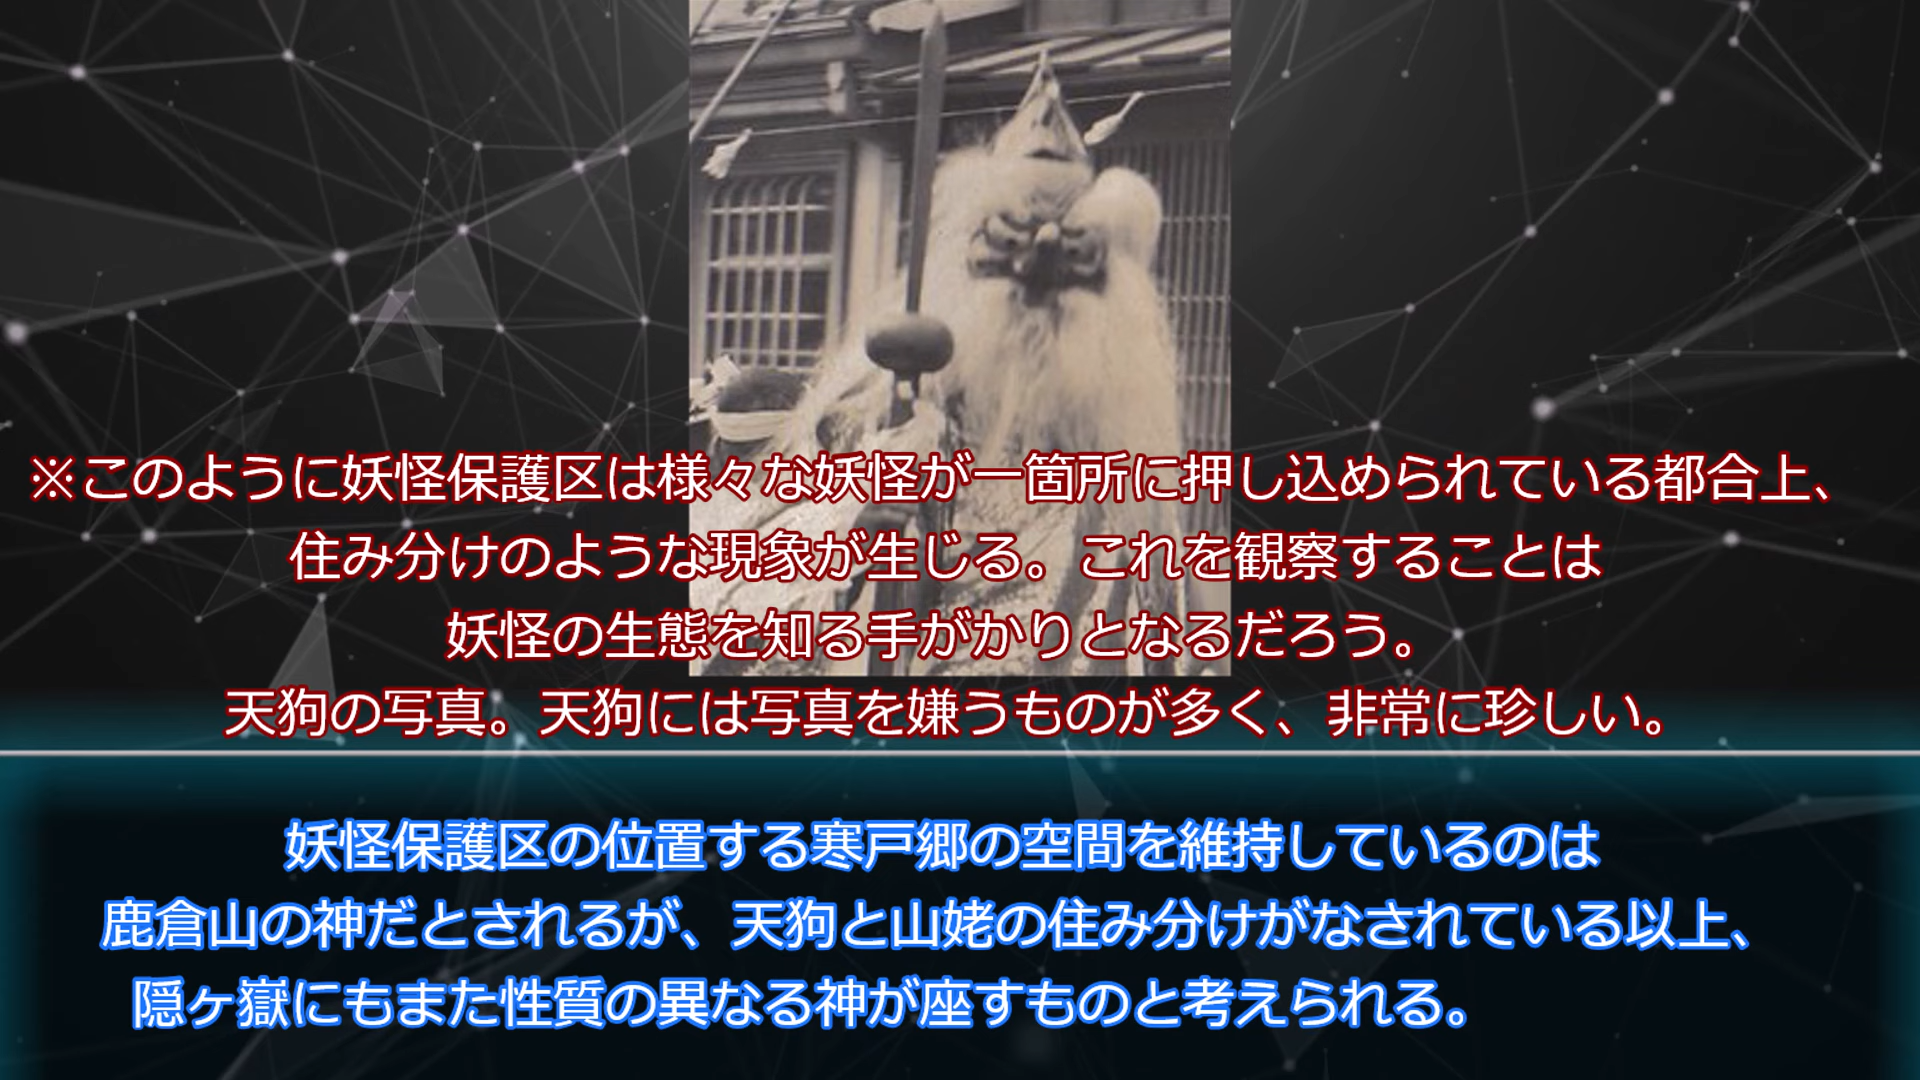 ※このように妖怪保護区は様々な妖怪が一箇所に押し込められている都合上、
住み分けのような現象が生じる。これを観察することは
妖怪の生態を知る手がかりとなるだろう。
天狗の写真。天狗には写真を嫌うものが多く、非常に珍しい。
妖怪保護区の位置する寒戸郷の空間を維持しているのは
鹿倉山の神だとされるが、天狗と山姥の住み分けがなされている以上、
隠ヶ嶽にもまた性質の異なる神が座すものと考えられる。